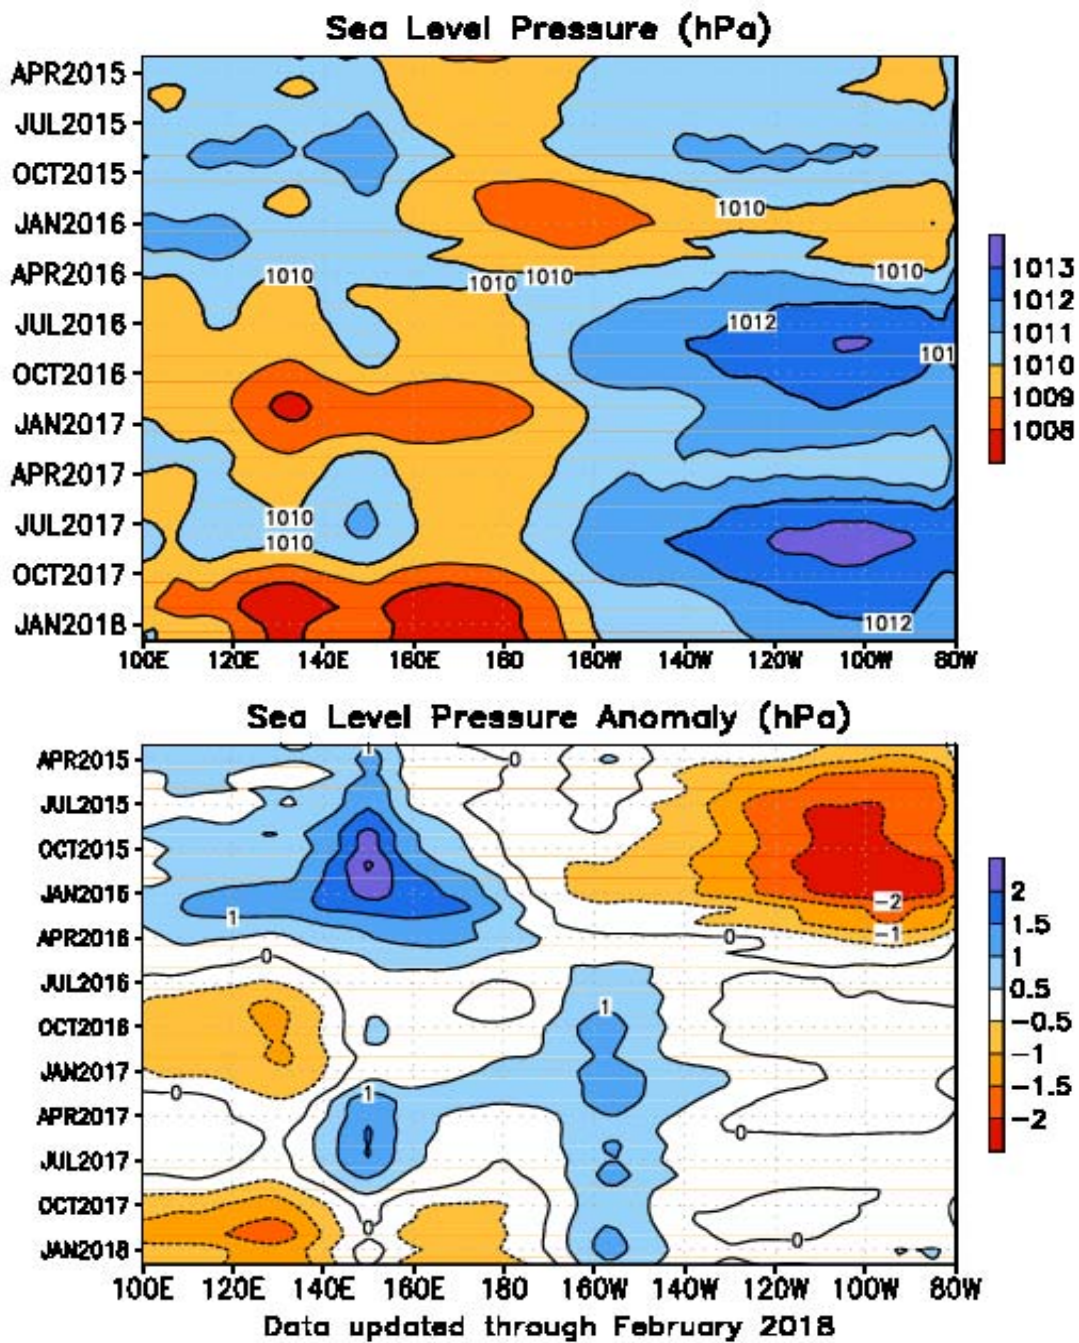 Sea Level Pressure (hPa)
APR2015
JUL2015
OCT2015
JAN2016
APR2016
JUL2016
OCT2016
JAN2017
APR2017
JUL2017
OCT2017
JAN2018
1010
1010
1010
1010
1010
1012
101
1010
1010
1012
1013
1012
1011
1010
1009
1008
100E 120E 140E 160E 180 160W 140W 120W 100W 80W
Sea Level Pressure Anomaly (hPa)
APR2015
JUL2015
OCT2015
JAN2016
APR2016
JUL2016
OCT2016
JAN2017
APR2017
JUL2017
OCT2017
JAN2018
1
0
-2
1
-1
0
0
1
0
1
0
0
0
2
1.5
1
0.5
-0.5
-1
-1.5
-2
100E 120E 140E 160E 180 160W 140W 120W 100W 80W
Data updated through February 2018